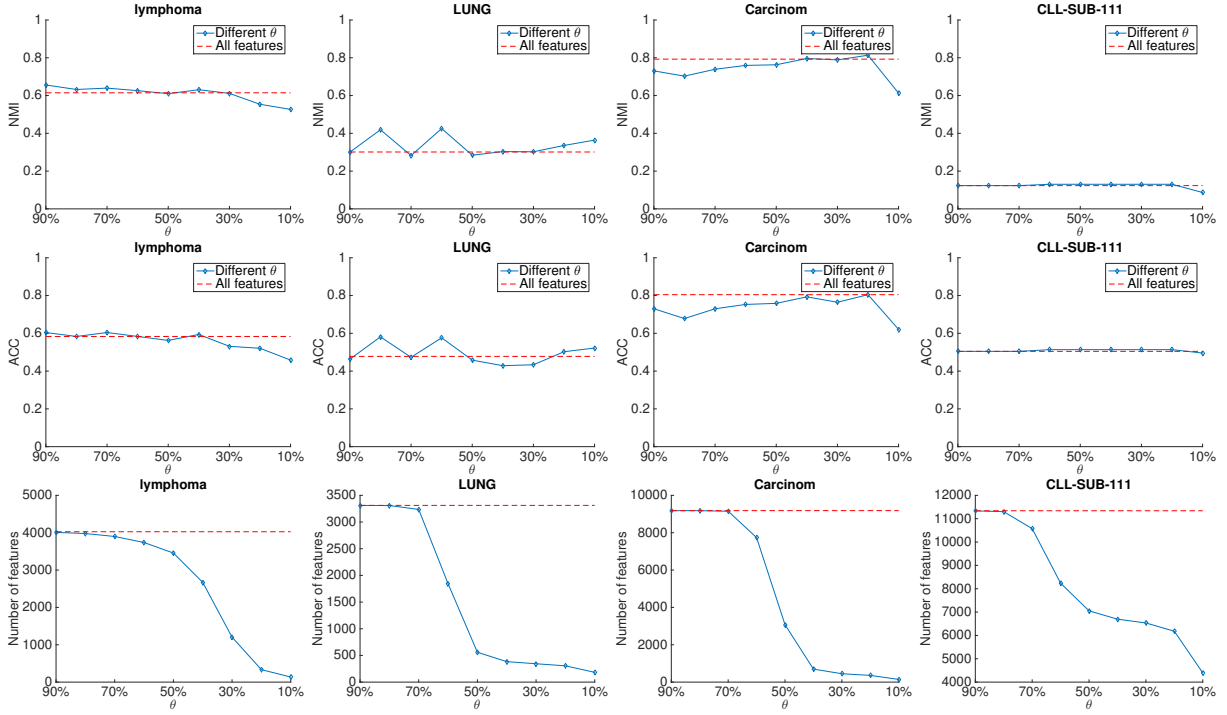 lymphoma
1
0.8
0.6
0.4
0.2
0
NMI
90%
70%
50%
30%
10%
θ
Different θ
All features
LUNG
1
0.8
0.6
0.4
0.2
0
NMI
90%
70%
50%
30%
10%
θ
Different θ
All features
Carcinom
1
0.8
0.6
0.4
0.2
0
NMI
90%
70%
50%
30%
10%
θ
Different θ
All features
CLL-SUB-111
1
0.8
0.6
0.4
0.2
0
NMI
90%
70%
50%
30%
10%
θ
Different θ
All features
lymphoma
1
0.8
0.6
0.4
0.2
0
ACC
90%
70%
50%
30%
10%
θ
Different θ
All features
LUNG
1
0.8
0.6
0.4
0.2
0
ACC
90%
70%
50%
30%
10%
θ
Different θ
All features
Carcinom
1
0.8
0.6
0.4
0.2
0
ACC
90%
70%
50%
30%
10%
θ
Different θ
All features
CLL-SUB-111
1
0.8
0.6
0.4
0.2
0
ACC
90%
70%
50%
30%
10%
θ
Different θ
All features
lymphoma
5000
4000
3000
2000
1000
0
Number of features
90%
70%
50%
30%
10%
θ
LUNG
3500
3000
2500
2000
1500
1000
500
0
Number of features
90%
70%
50%
30%
10%
θ
Carcinom
10000
8000
6000
4000
2000
0
Number of features
90%
70%
50%
30%
10%
θ
CLL-SUB-111
12000
11000
10000
9000
8000
7000
6000
5000
4000
Number of features
90%
70%
50%
30%
10%
θ